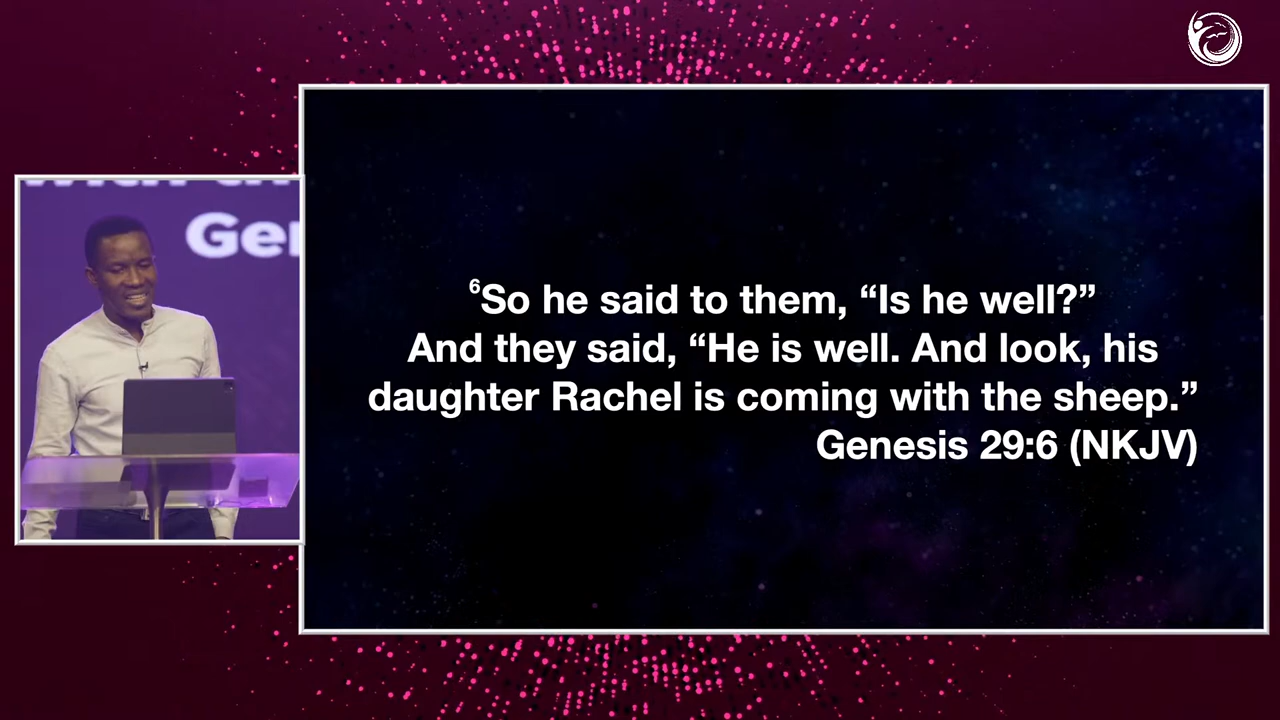 Ger
⁶So he said to them, “Is he well?”
And they said, “He is well. And look, his
daughter Rachel is coming with the sheep.”
Genesis 29:6 (NKJV)